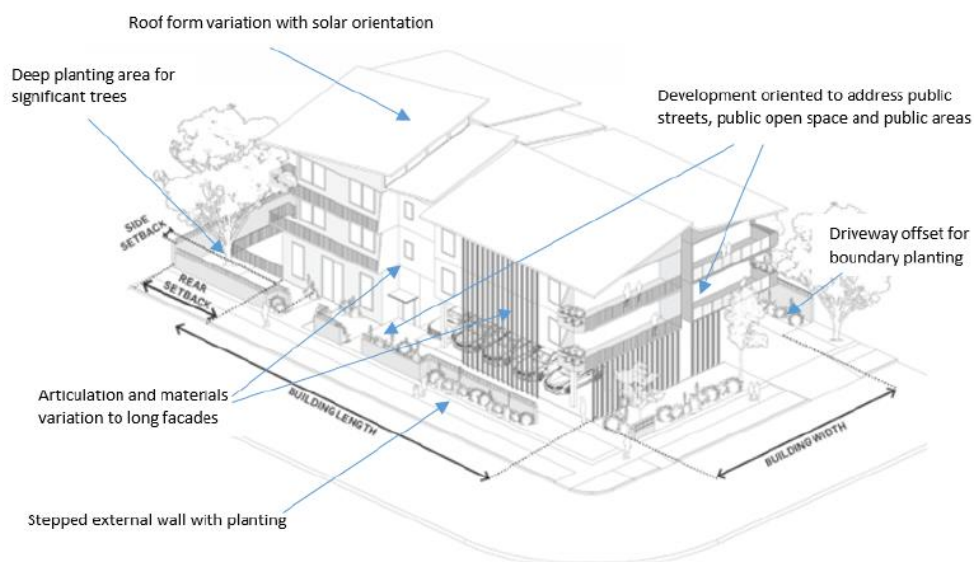 Roof form variation with solar orientation
Deep planting area for
significant trees
Development oriented to address public
streets, public open space and public areas
SIDE
SETBACK
Driveway offset for
boundary planting
REAR
SETBACK
Articulation and materials
variation to long facades
BUILDING LENGTH
BUILDING WIDTH
Stepped external wall with planting